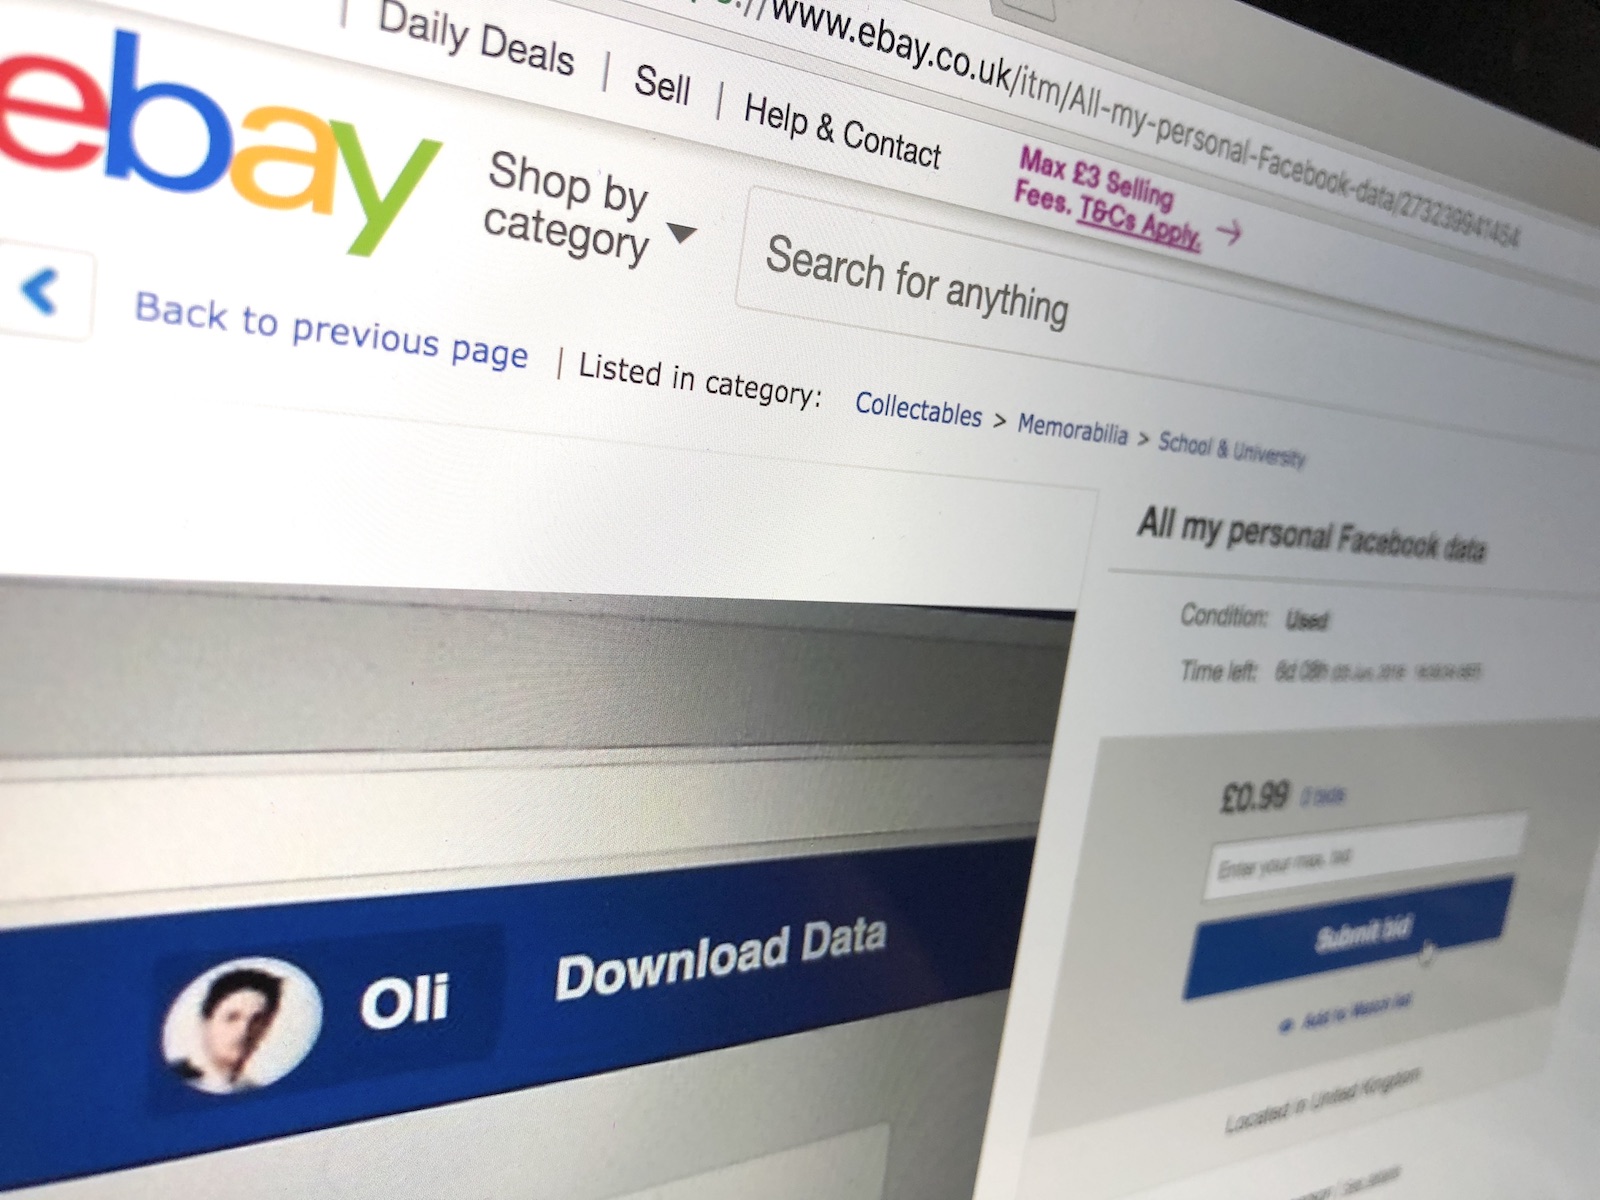 ://www.ebay.co.uk/itm/All-my-personal-Facebook-data/273239941454
| Daily Deals | Sell | Help & Contact
Max £3 Selling
Fees. T&Cs Apply. →
ebay
Shop by
category
Search for anything
Back to previous page | Listed in category: Collectables > Memorabilia > School & University
All my personal Facebook data
Condition: Used
Time left: 6d 08h
£0.99 0 bids
Enter your max. bid
Submit bid
Add to Watch list
Located in United Kingdom
Oli
Download Data